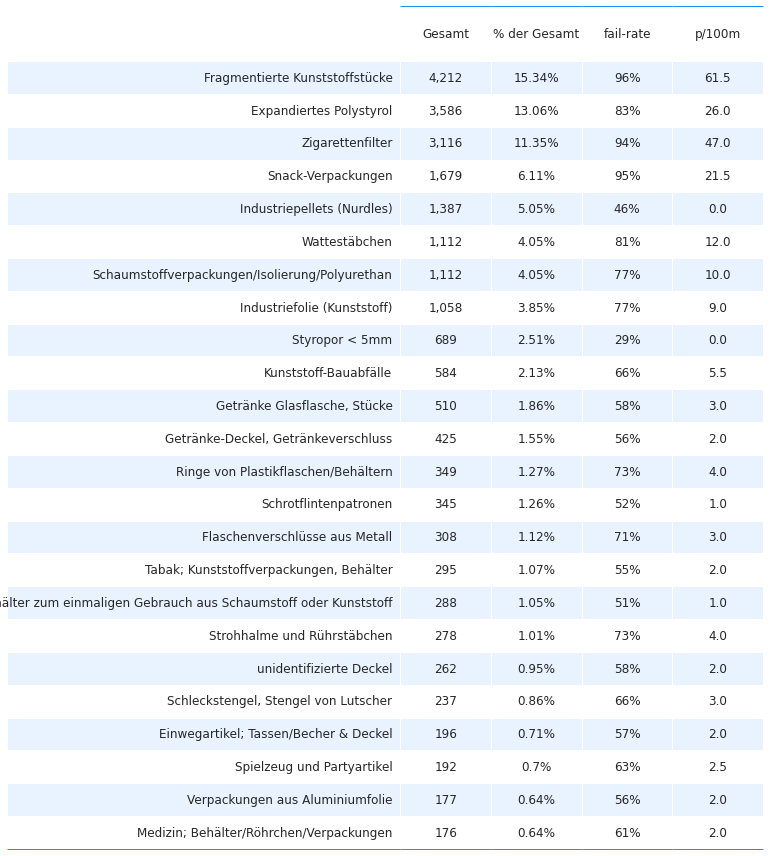 Gesamt % der Gesamt fail-rate p/100m
Fragmentierte Kunststoffstücke 4,212 15.34% 96% 61.5
Expandiertes Polystyrol 3,586 13.06% 83% 26.0
Zigarettenfilter 3,116 11.35% 94% 47.0
Snack-Verpackungen 1,679 6.11% 95% 21.5
Industriepellets (Nurdles) 1,387 5.05% 46% 0.0
Wattestäbchen 1,112 4.05% 81% 12.0
Schaumstoffverpackungen/Isolierung/Polyurethan 1,112 4.05% 77% 10.0
Industriefolie (Kunststoff) 1,058 3.85% 77% 9.0
Styropor < 5mm 689 2.51% 29% 0.0
Kunststoff-Bauabfälle 584 2.13% 66% 5.5
Getränke Glasflasche, Stücke 510 1.86% 58% 3.0
Getränke-Deckel, Getränkeverschluss 425 1.55% 56% 2.0
Ringe von Plastikflaschen/Behältern 349 1.27% 73% 4.0
Schrotflintenpatronen 345 1.26% 52% 1.0
Flaschenverschlüsse aus Metall 308 1.12% 71% 3.0
Tabak; Kunststoffverpackungen, Behälter 295 1.07% 55% 2.0
älter zum einmaligen Gebrauch aus Schaumstoff oder Kunststoff 288 1.05% 51% 1.0
Strohhalme und Rührstäbchen 278 1.01% 73% 4.0
unidentifizierte Deckel 262 0.95% 58% 2.0
Schleckstengel, Stengel von Lutscher 237 0.86% 66% 3.0
Einwegartikel; Tassen/Becher & Deckel 196 0.71% 57% 2.0
Spielzeug und Partyartikel 192 0.7% 63% 2.5
Verpackungen aus Aluminiumfolie 177 0.64% 56% 2.0
Medizin; Behälter/Röhrchen/Verpackungen 176 0.64% 61% 2.0